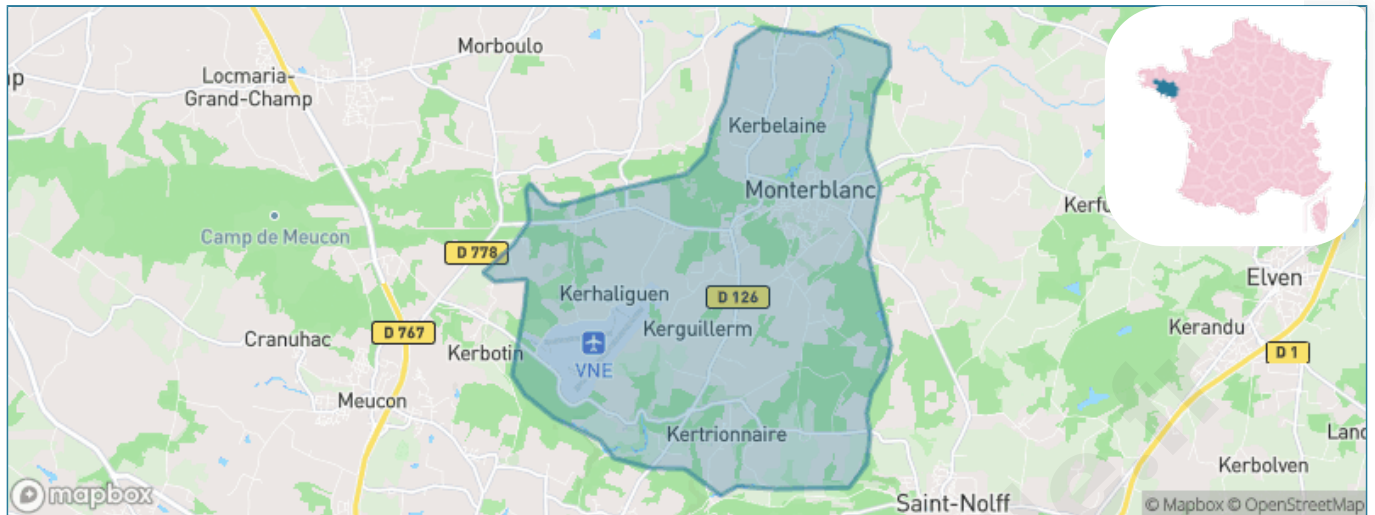 Morboulo
Locmaria-
Grand-Champ
Kerbelaine
Monterblanc
Camp de Meucon
D 778
Elven
Kerhaliguen
D 126
Kerandu
Kerguillerm
D 767
Cranuhac
Kerbotin
D 1
VNE
Meucon
Kertrionnaire
Kerbolven
Saint-Nolff
mapbox
© Mapbox © OpenStreetMap